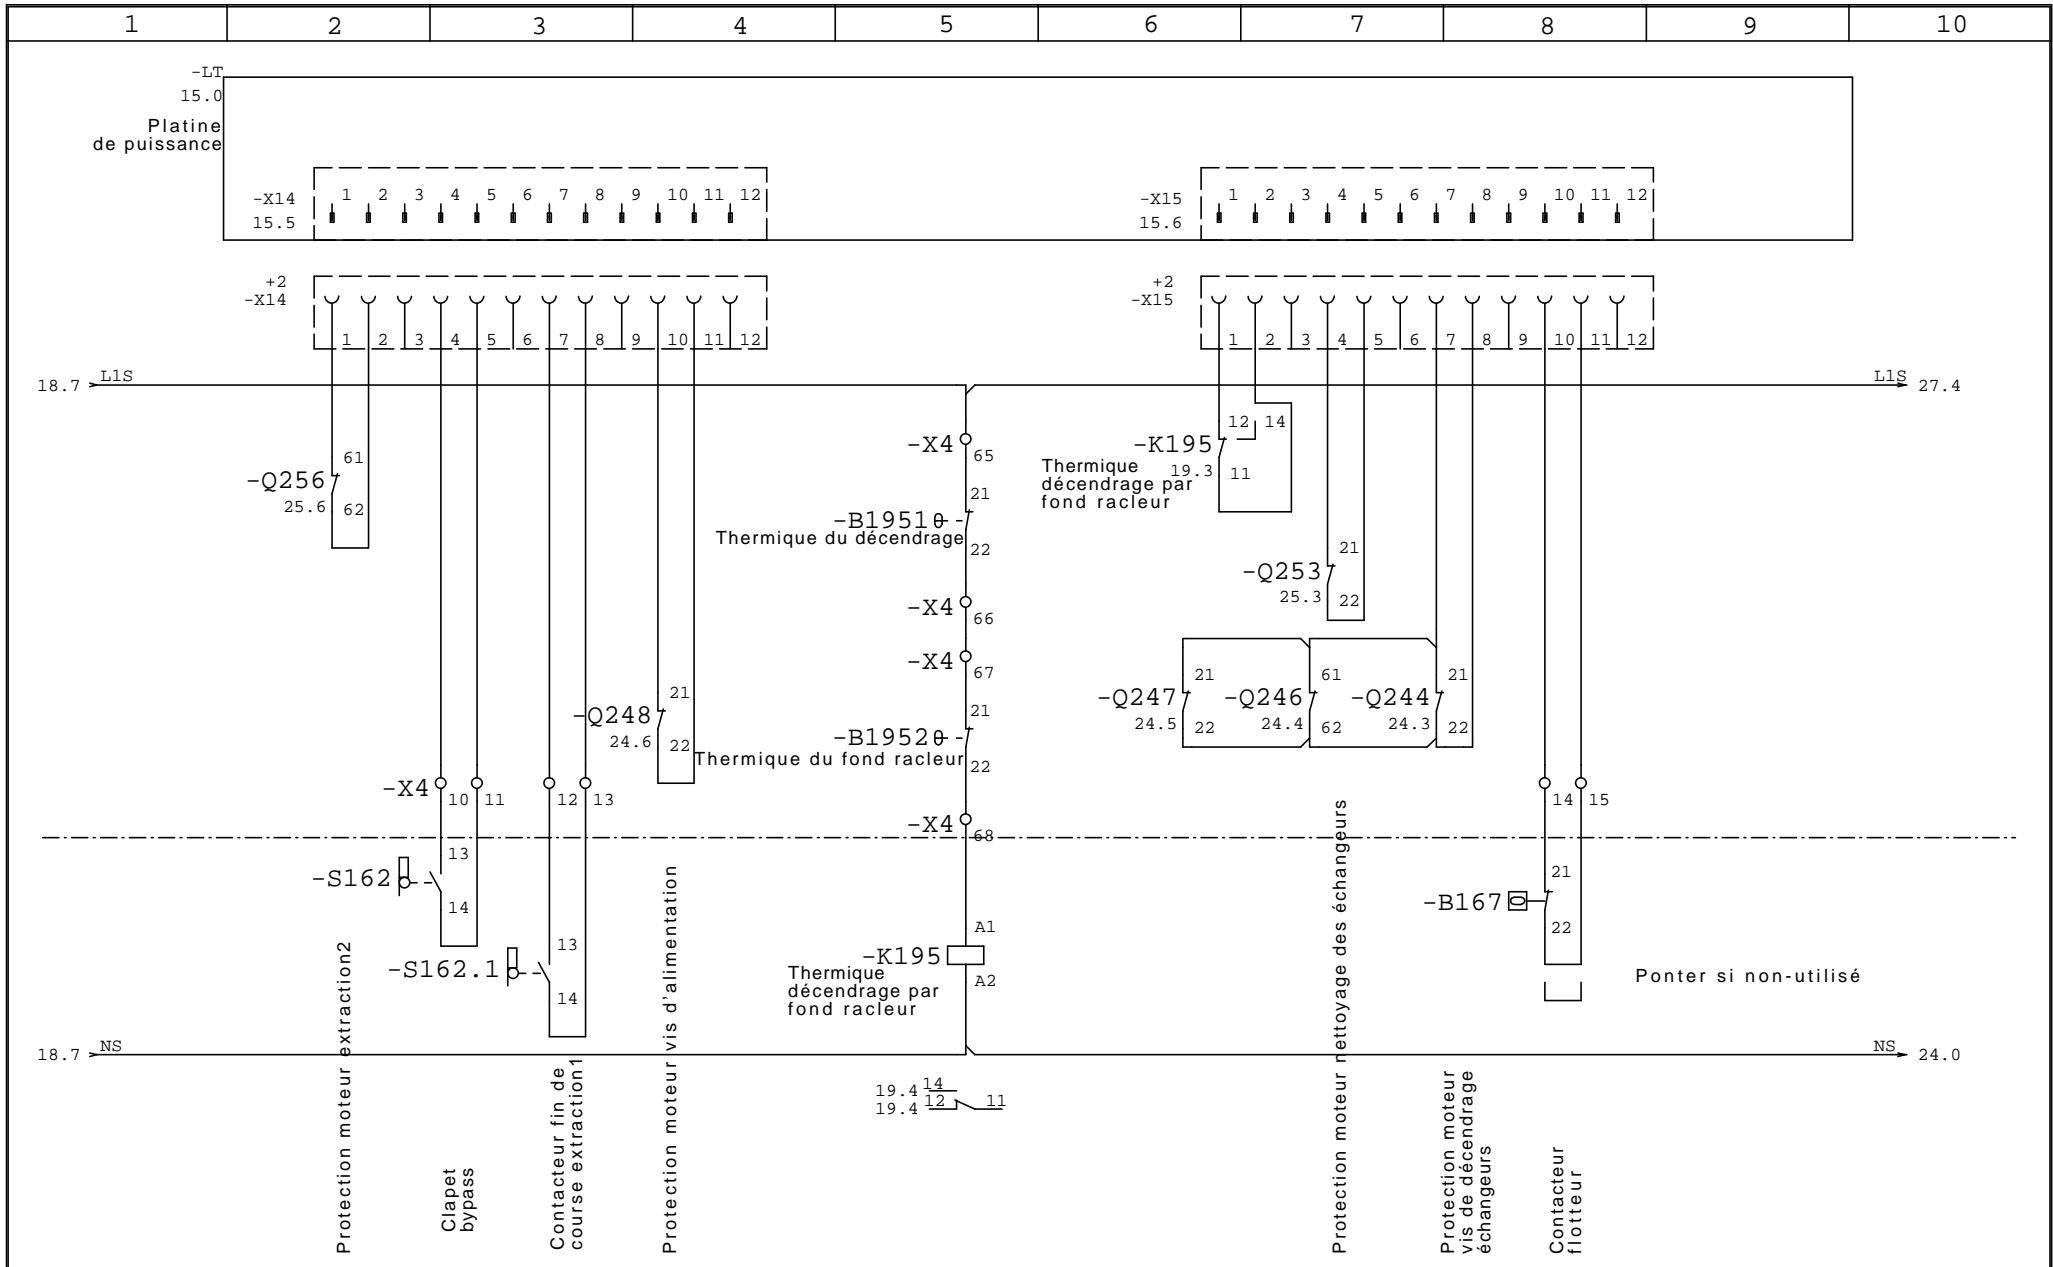 1 2 3 4 5 6 7 8 9 10
-LT
15.0
Platine
de puissance
-X14 1 2 3 4 5 6 7 8 9 10 11 12
15.5
-X15 1 2 3 4 5 6 7 8 9 10 11 12
15.6
+2
-X14
1 2 3 4 5 6 7 8 9 10 11 12
+2
-X15
1 2 3 4 5 6 7 8 9 10 11 12
18.7 L1S
L1S 27.4
-Q256
25.6
61
62
-X4
65
21
-B1951
Thermique du décendrage
22
-X4
66
-X4
67
21
-B1952
Thermique du fond racleur
22
-X4
68
-K195
19.3
12 14
11
Thermique
décendrage par
fond racleur
-Q253
25.3
21
22
-Q248
24.6
21
22
-Q247
24.5
21
22
-Q246
24.4
61
62
-Q244
24.3
21
22
-X4
10 11 12 13
14 15
-S162
13
14
-S162.1
13
14
-K195
A1
A2
Thermique
décendrage par
fond racleur
-B167
21
22
Ponter si non-utilisé
18.7 NS
NS 24.0
19.4 14
19.4 12 11
Protection moteur extraction2
Clapet
bypass
Contacteur fin de
course extraction1
Protection moteur vis d'alimentation
Protection moteur nettoyage des échangeurs
Protection moteur
vis de décendrage
échangeurs
Contacteur
flotteur